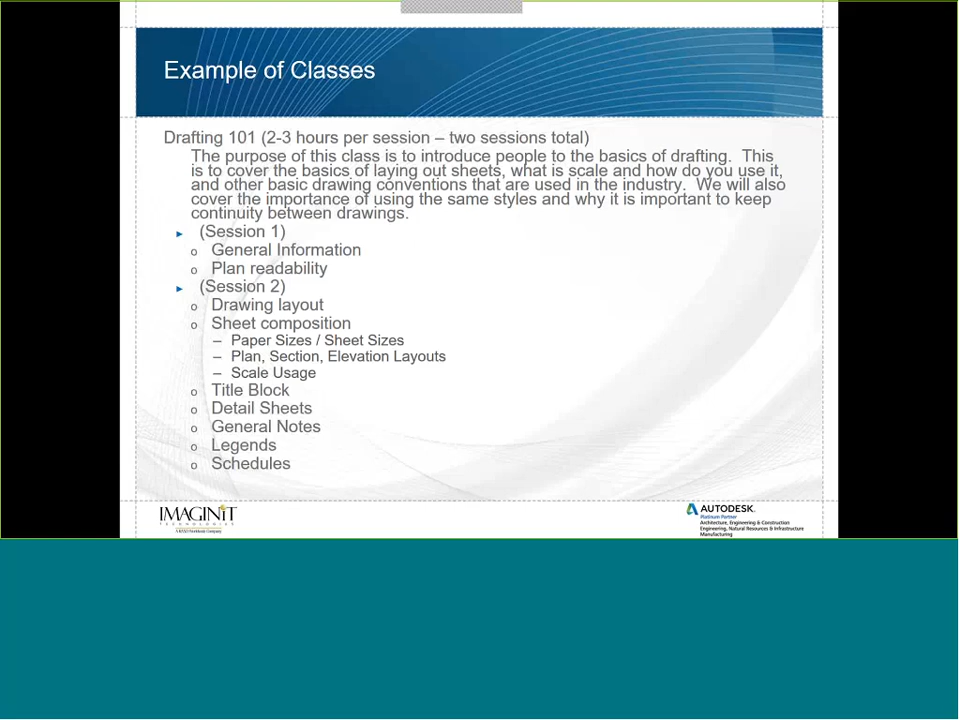 Example of Classes
Drafting 101 (2-3 hours per session – two sessions total)
The purpose of this class is to introduce people to the basics of drafting.  This
is to cover the basics of laying out sheets, what is scale and how do you use it,
and other basic drawing conventions that are used in the industry.  We will also
cover the importance of using the same styles and why it is important to keep
continuity between drawings.
► (Session 1)
o General Information
o Plan readability
► (Session 2)
o Drawing layout
o Sheet composition
– Paper Sizes / Sheet Sizes
– Plan, Section, Elevation Layouts
– Scale Usage
o Title Block
o Detail Sheets
o General Notes
o Legends
o Schedules
IMAGINiT
TECHNOLOGIES
A RAND Worldwide Company
AUTODESK.
Platinum Partner
Architecture, Engineering & Construction
Engineering, Natural Resources & Infrastructure
Manufacturing